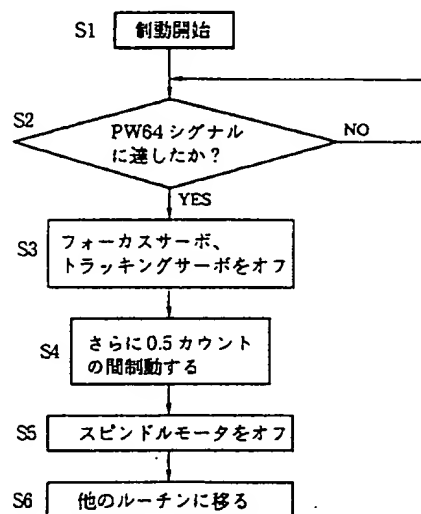 S1
制動開始
S2
PW64シグナル
に達したか?
NO
YES
S3
フォーカスサーボ、
トラッキングサーボをオフ
S4
さらに0.5カウント
の間制動する
S5
スピンドルモータをオフ
S6
他のルーチンに移る